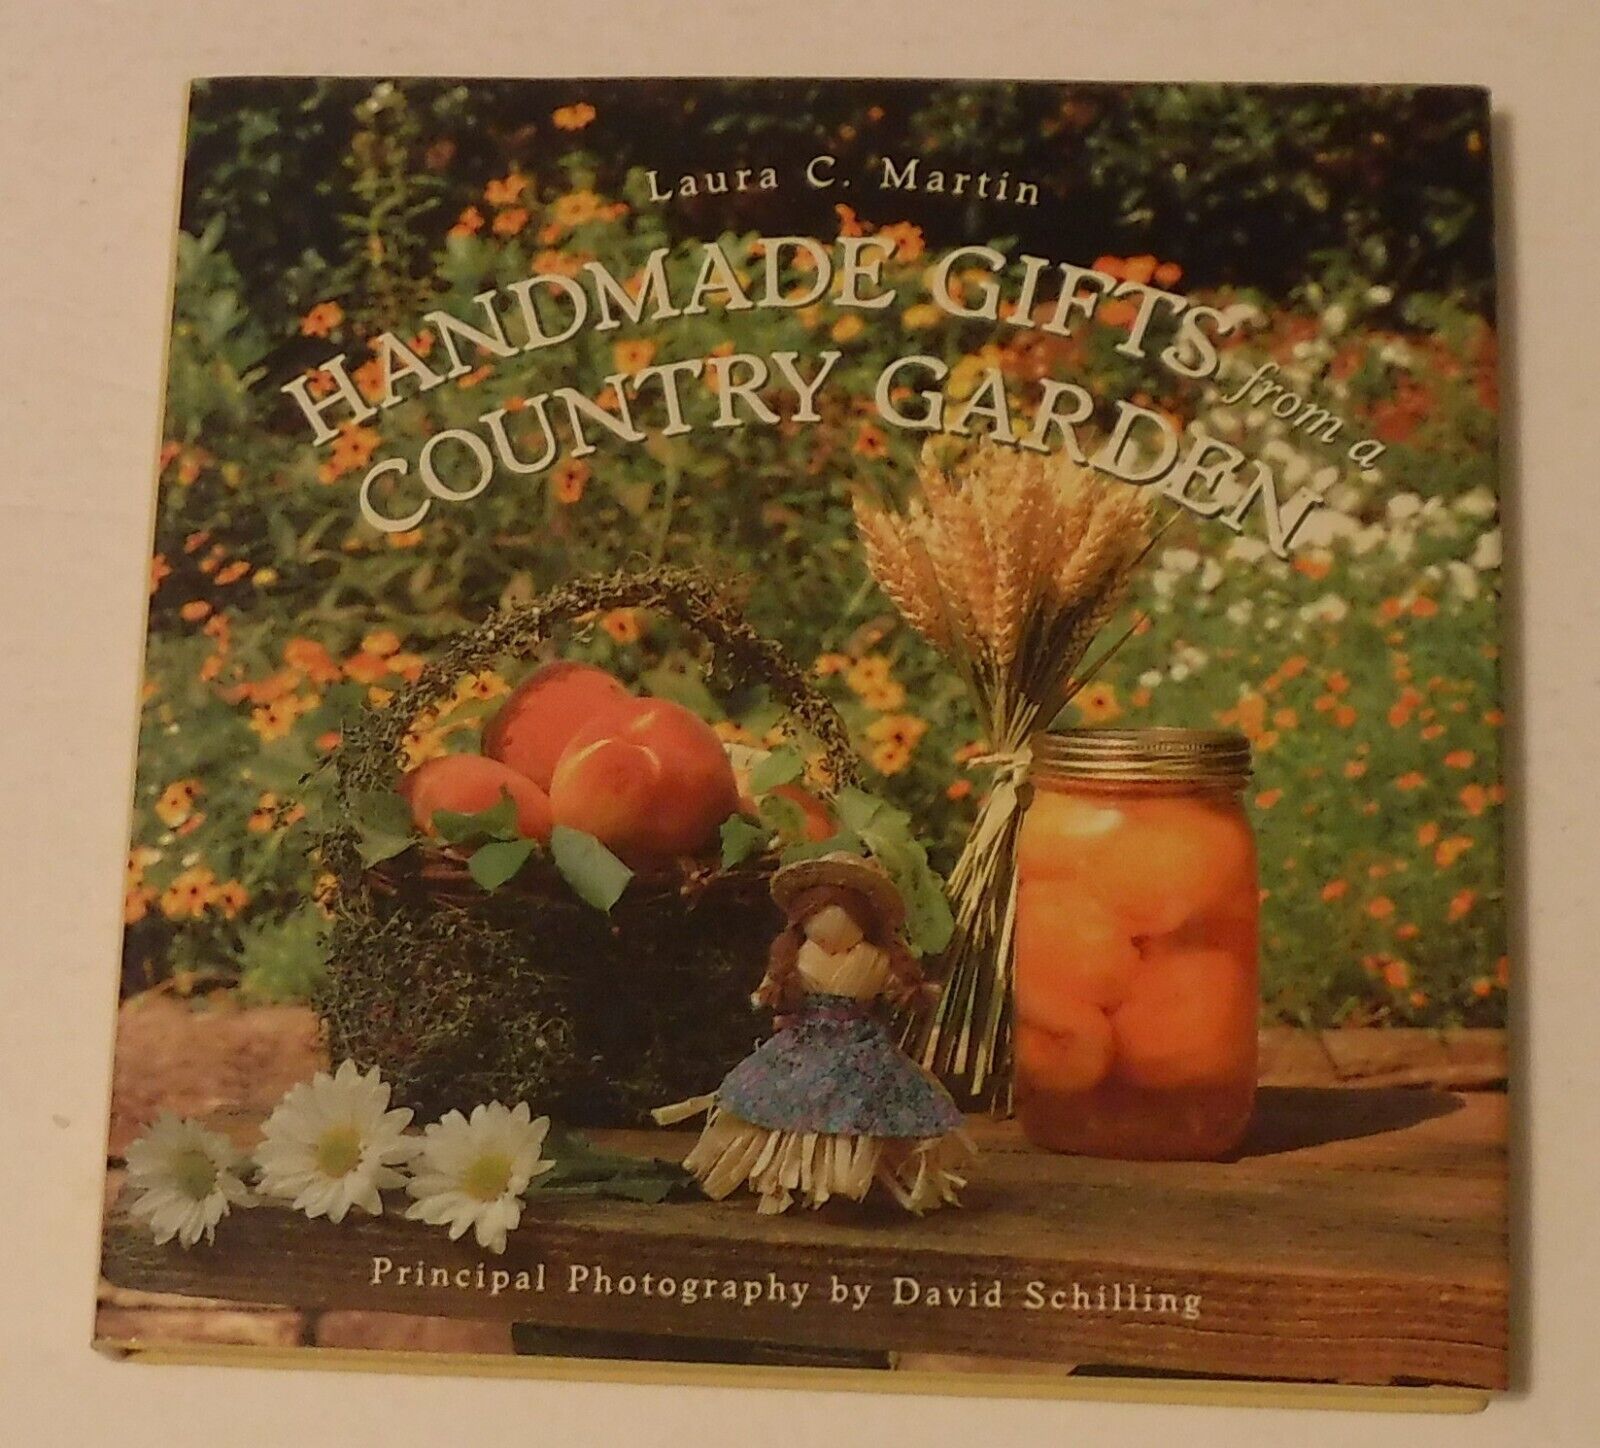 Laura C. Martin
HANDMADE GIFTS from a
COUNTRY GARDEN
Principal Photography by David Schilling